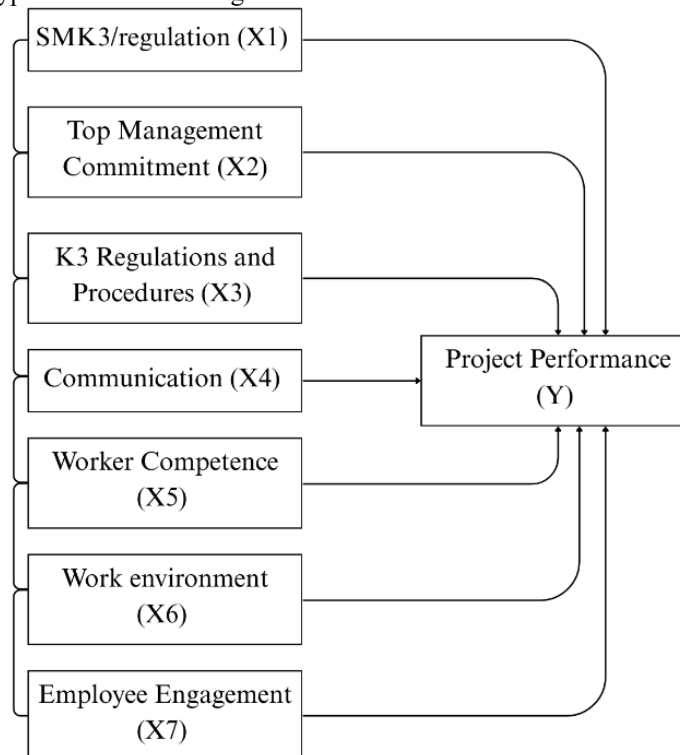 SMK3/regulation (X1)
Top Management
Commitment (X2)
K3 Regulations and
Procedures (X3)
Communication (X4)
Project Performance
(Y)
Worker Competence
(X5)
Work environment
(X6)
Employee Engagement
(X7)